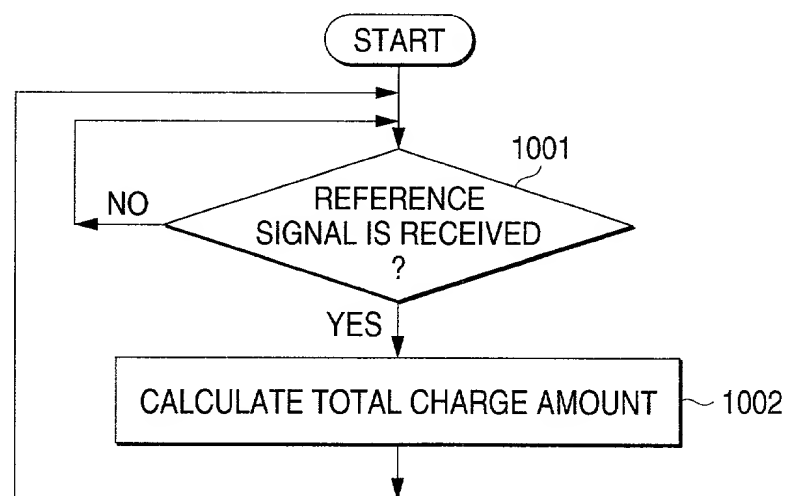 START
1001
REFERENCE
SIGNAL IS RECEIVED
?
NO
YES
CALCULATE TOTAL CHARGE AMOUNT
1002